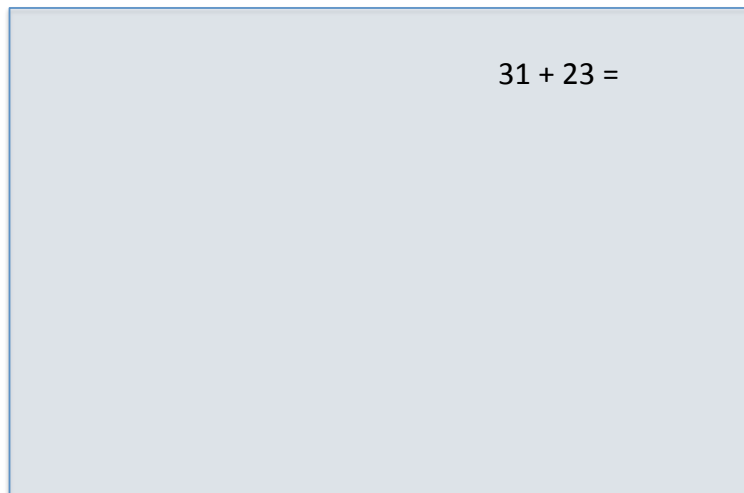 31 + 23 =